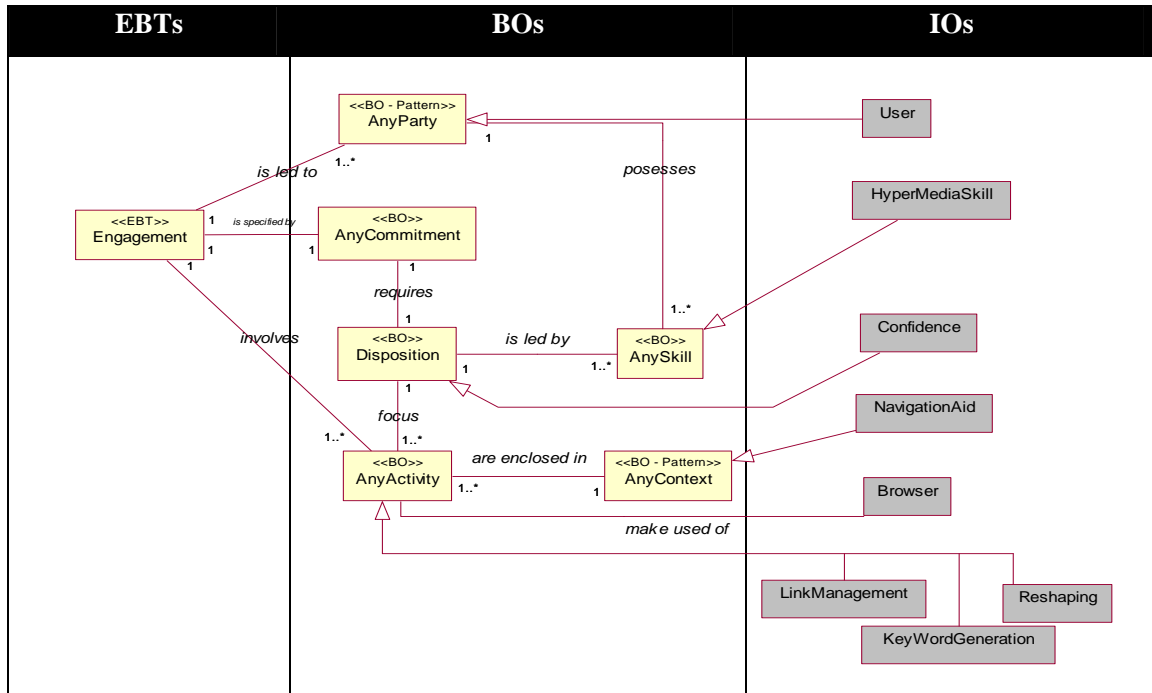 EBTs
BOs
IOs
<<BO - Pattern>>
AnyParty
1
1..*
is led to
posesses
User
HyperMediaSkill
<<EBT>>
Engagement
1
1
1
is specified by
<<BO>>
AnyCommitment
1
1
requires
1
1..*
involves
<<BO>>
Disposition
1
1
is led by
1..*
<<BO>>
AnySkill
Confidence
focus
1..*
1..*
<<BO>>
AnyActivity
are enclosed in
1..*
1
<<BO - Pattern>>
AnyContext
NavigationAid
Browser
make used of
LinkManagement
Reshaping
KeyWordGeneration